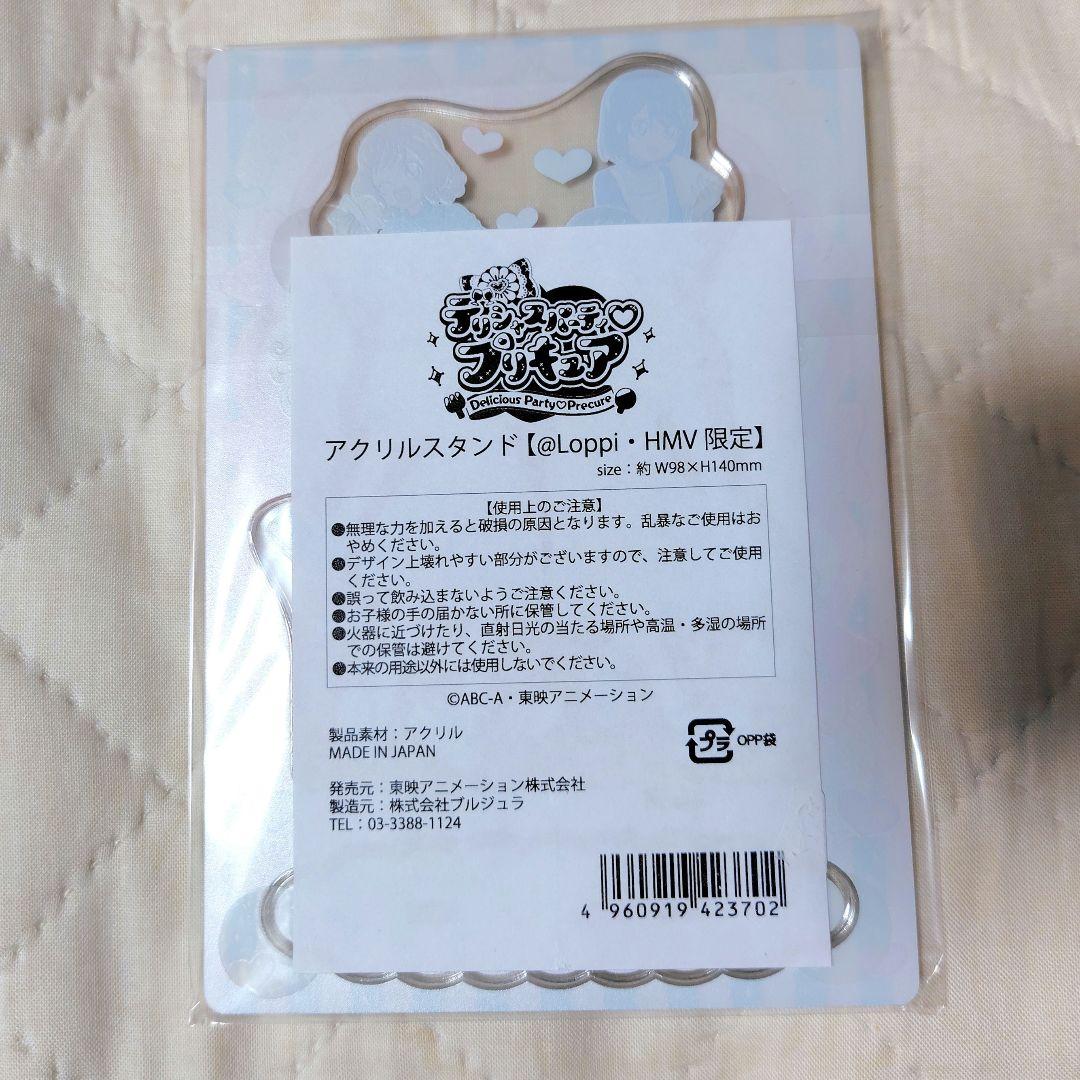 デリシャスパーティ♡
プリキュア
Delicious Party♡Precure
アクリルスタンド【@Loppi・HMV 限定】
size：約 W98×H140mm
【使用上のご注意】
●無理な力を加えると破損の原因となります。乱暴なご使用はお
やめください。
●デザイン上壊れやすい部分がございますので、注意してご使用
ください。
●誤って飲み込まないようご注意ください。
●お子様の手の届かない所に保管してください。
●火器に近づけたり、直射日光の当たる場所や高温・多湿の場所
での保管は避けてください。
●本来の用途以外には使用しないでください。
©ABC-A・東映アニメーション
製品素材：アクリル
MADE IN JAPAN
プラ OPP袋
発売元：東映アニメーション株式会社
製造元：株式会社ブルジュラ
TEL：03-3388-1124
4 960919 423702